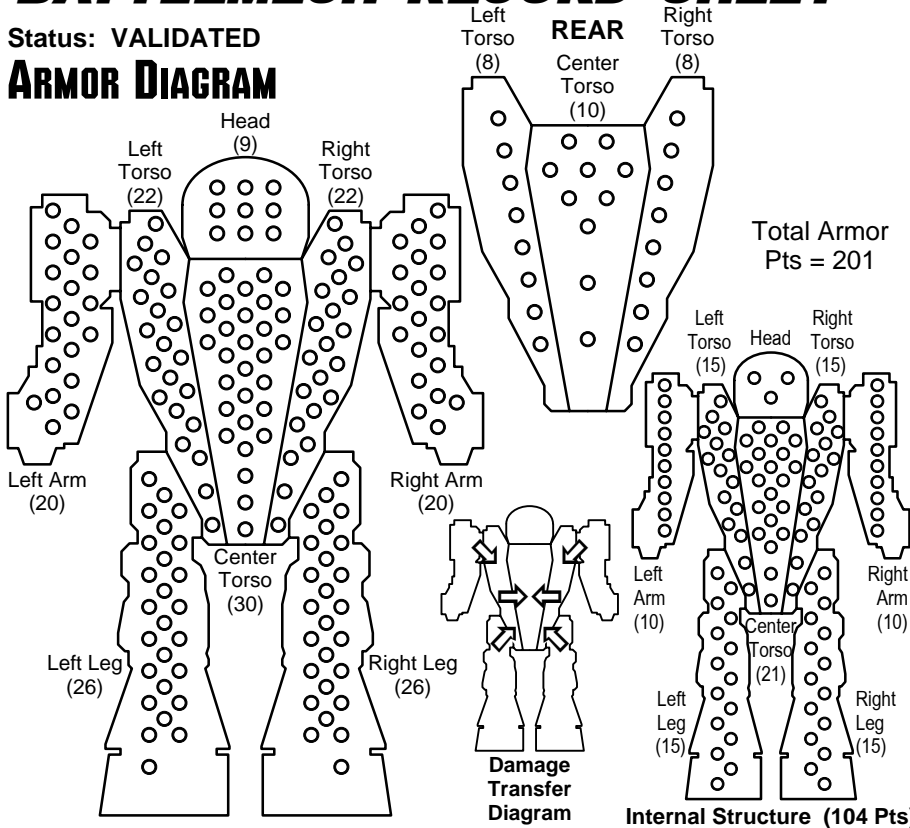 BATTLEMECH RECORD SHEET
Status: VALIDATED
ARMOR DIAGRAM
Left
Torso
(8)
REAR
Center
Torso
(10)
Right
Torso
(8)
Head
(9)
Left
Torso
(22)
Right
Torso
(22)
Total Armor
Pts = 201
Left Arm
(20)
Right Arm
(20)
Center
Torso
(30)
Left Leg
(26)
Right Leg
(26)
Damage
Transfer
Diagram
Left
Torso
(15)
Head
Right
Torso
(15)
Left
Arm
(10)
Right
Arm
(10)
Center
Torso
(21)
Left
Leg
(15)
Right
Leg
(15)
Internal Structure (104 Pts)